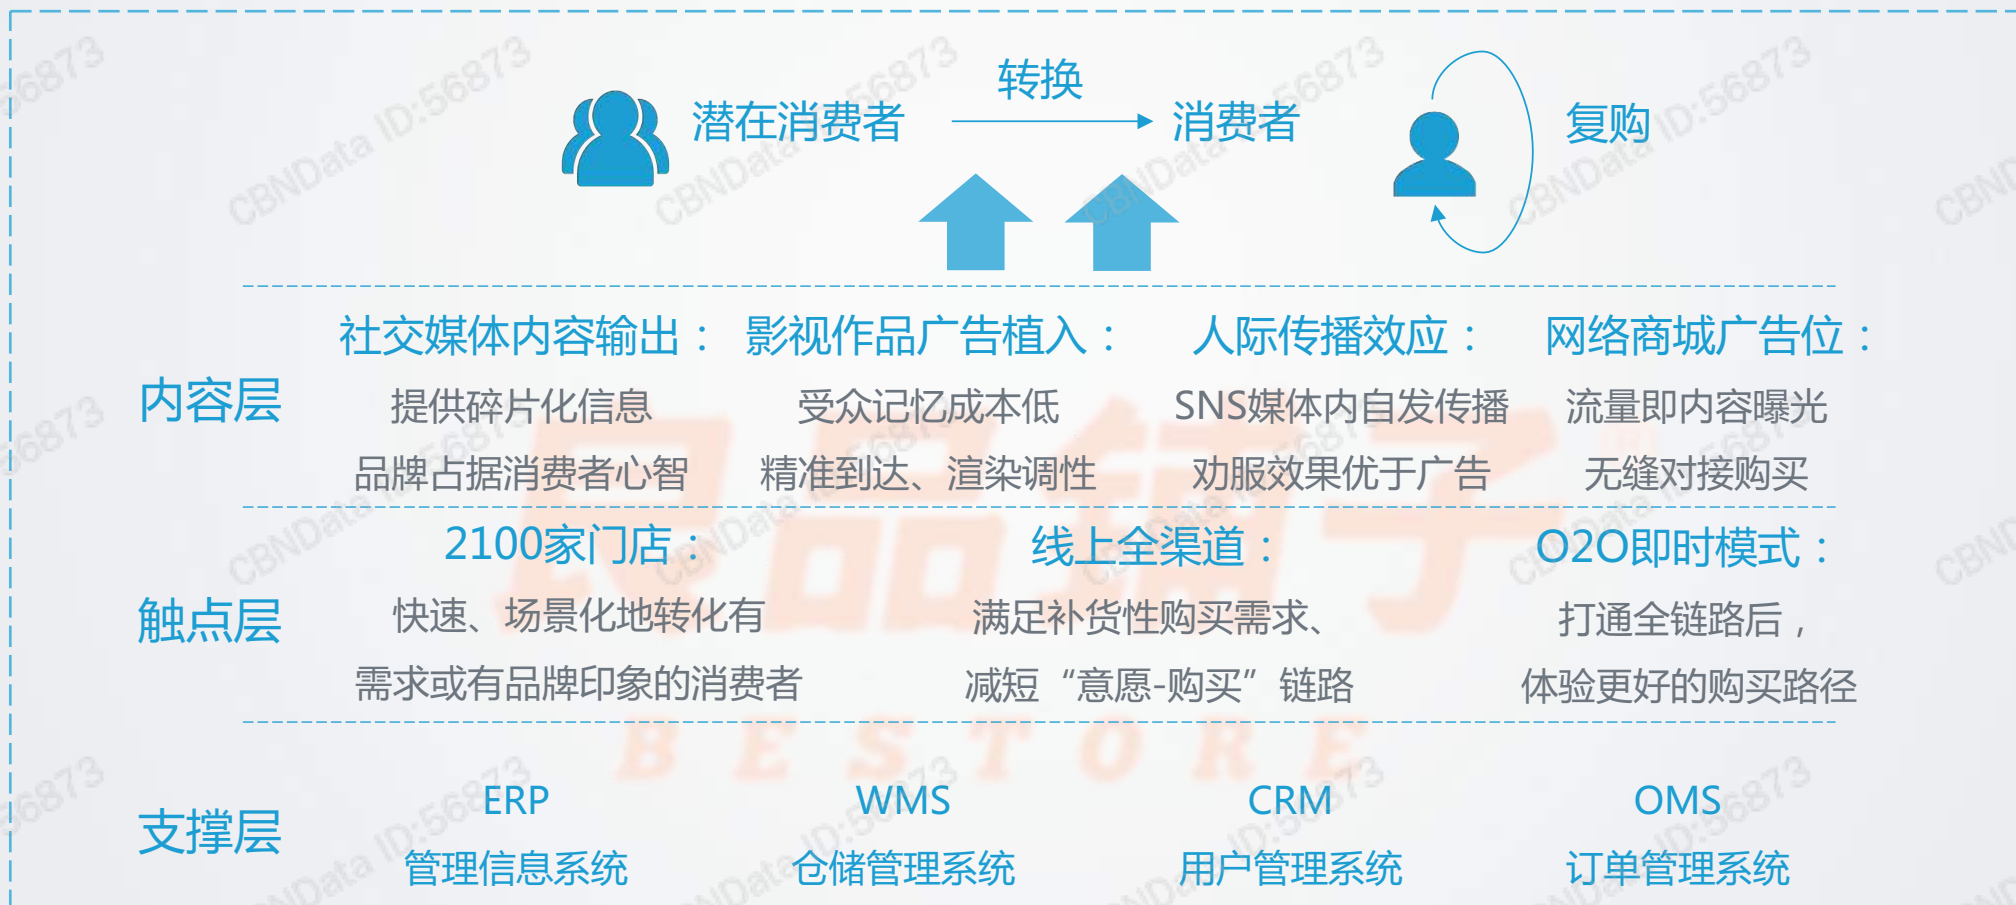 转换
潜在消费者
消费者
复购
内容层
社交媒体内容输出：
提供碎片化信息
品牌占据消费者心智
影视作品广告植入：
受众记忆成本低
精准到达、渲染调性
人际传播效应：
SNS媒体内自发传播
劝服效果优于广告
网络商城广告位：
流量即内容曝光
无缝对接购买
触点层
2100家门店：
快速、场景化地转化有
需求或有品牌印象的消费者
线上全渠道：
满足补货性购买需求、
减短“意愿-购买”链路
O2O即时模式：
打通全链路后，
体验更好的购买路径
支撑层
ERP
管理信息系统
WMS
仓储管理系统
CRM
用户管理系统
OMS
订单管理系统
良品铺子
BESTORE
CBNData ID:56873